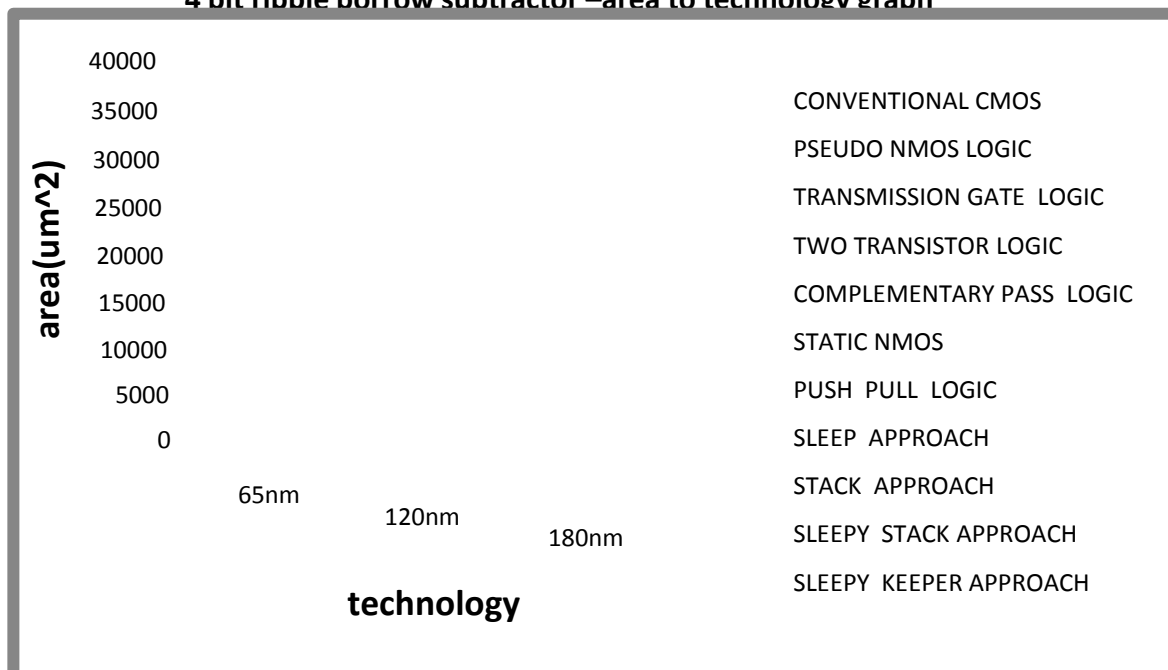 4 bit ripple borrow subtractor –area to technology graph
40000
35000
30000
25000
20000
15000
10000
5000
0
area(um^2)
65nm
120nm
180nm
technology
CONVENTIONAL CMOS
PSEUDO NMOS LOGIC
TRANSMISSION GATE  LOGIC
TWO TRANSISTOR LOGIC
COMPLEMENTARY PASS  LOGIC
STATIC NMOS
PUSH  PULL  LOGIC
SLEEP  APPROACH
STACK  APPROACH
SLEEPY  STACK APPROACH
SLEEPY  KEEPER APPROACH